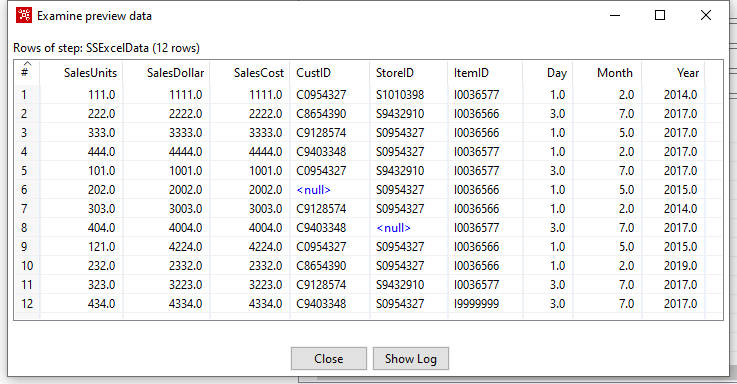 Examine preview data
Rows of step: SSExcelData (12 rows)
# SalesUnits SalesDollar SalesCost CustID StoreID ItemID Day Month Year
1 111.0 1111.0 1111.0 C0954327 S1010398 I0036577 1.0 2.0 2014.0
2 222.0 2222.0 2222.0 C8654390 S9432910 I0036566 3.0 7.0 2017.0
3 333.0 3333.0 3333.0 C9128574 S0954327 I0036566 1.0 5.0 2017.0
4 444.0 4444.0 4444.0 C9403348 S0954327 I0036577 1.0 2.0 2017.0
5 101.0 1001.0 1001.0 C0954327 S9432910 I0036577 3.0 7.0 2017.0
6 202.0 2002.0 2002.0 <null> S0954327 I0036566 1.0 5.0 2015.0
7 303.0 3003.0 3003.0 C9128574 S0954327 I0036566 1.0 2.0 2014.0
8 404.0 4004.0 4004.0 C9403348 <null> I0036577 3.0 7.0 2017.0
9 121.0 4224.0 4224.0 C0954327 S0954327 I0036566 1.0 5.0 2015.0
10 232.0 2332.0 2332.0 C8654390 S0954327 I0036566 1.0 2.0 2019.0
11 323.0 3223.0 3223.0 C9128574 S9432910 I0036577 3.0 7.0 2017.0
12 434.0 4334.0 4334.0 C9403348 S0954327 I9999999 3.0 7.0 2017.0
Close Show Log